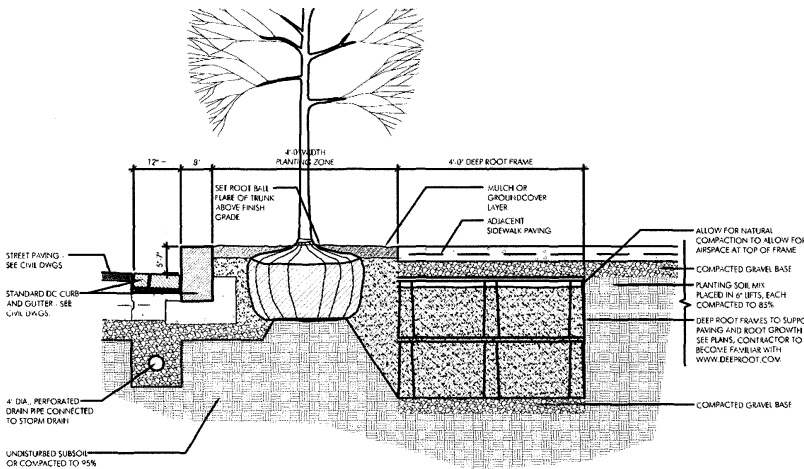 12"
8"
4'-0" WIDTH
PLANTING ZONE
4'-0" DEEP ROOT FRAME
SET ROOT BALL
FLARE OF TRUNK
ABOVE FINISH
GRADE
MULCH OR
GROUNDCOVER
LAYER
ADJACENT
SIDEWALK PAVING
5"-7"
STREET PAVING -
SEE CIVIL DWGS
STANDARD DC CURB
AND GUTTER - SEE
CIVIL DWGS.
4" DIA., PERFORATED
DRAIN PIPE CONNECTED
TO STORM DRAIN
UNDISTURBED SUBSOIL
OR COMPACTED TO 95%
ALLOW FOR NATURAL
COMPACTION TO ALLOW FOR
AIRSPACE AT TOP OF FRAME
COMPACTED GRAVEL BASE
PLANTING SOIL MIX
PLACED IN 6" LIFTS, EACH
COMPACTED TO 85%
DEEP ROOT FRAMES TO SUPPO
PAVING AND ROOT GROWTH
SEE PLANS, CONTRACTOR TO
BECOME FAMILIAR WITH
WWW.DEEPROOT.COM.
COMPACTED GRAVEL BASE